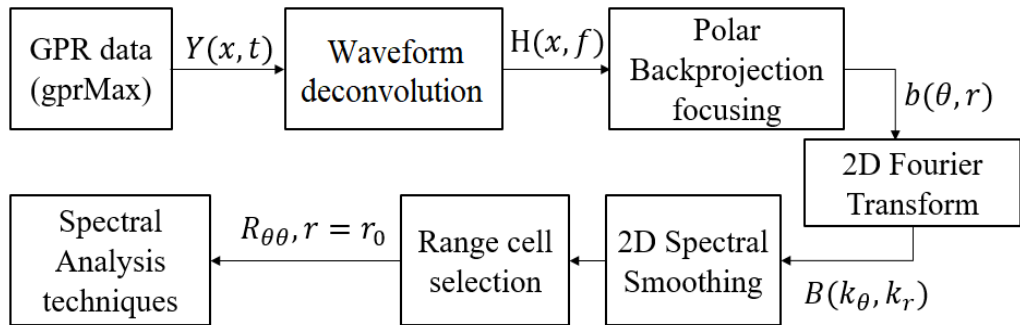 GPR data
(gprMax)
Y(x, t)
Waveform
deconvolution
H(x, f)
Polar
Backprojection
focusing
b(θ, r)
2D Fourier
Transform
B(k_θ, k_r)
2D Spectral
Smoothing
Range cell
selection
R_θθ, r = r_0
Spectral
Analysis
techniques